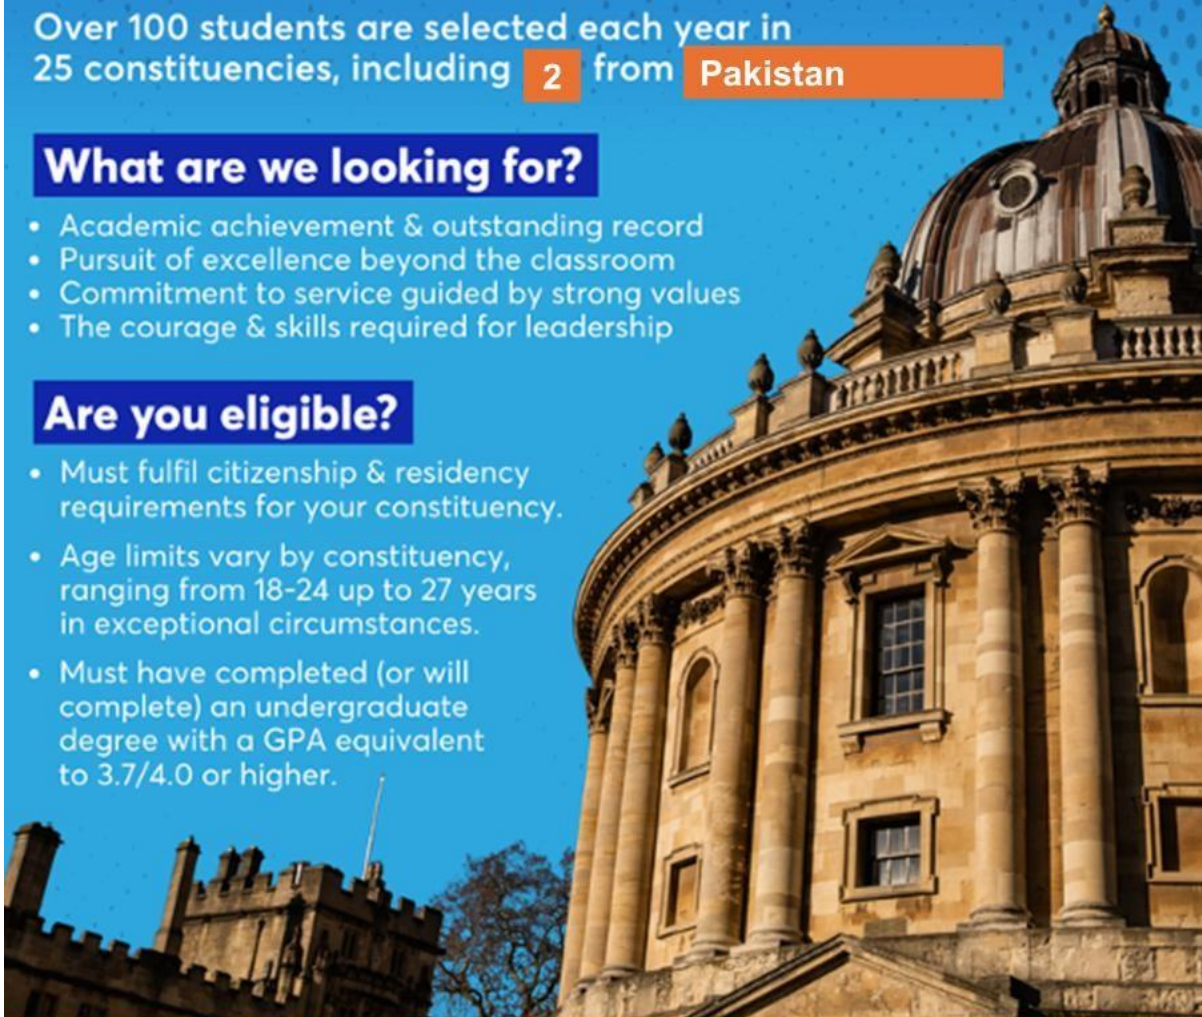 Over 100 students are selected each year in
25 constituencies, including 2 from Pakistan
What are we looking for?
• Academic achievement & outstanding record
• Pursuit of excellence beyond the classroom
• Commitment to service guided by strong values
• The courage & skills required for leadership
Are you eligible?
• Must fulfil citizenship & residency
requirements for your constituency.
• Age limits vary by constituency,
ranging from 18-24 up to 27 years
in exceptional circumstances.
• Must have completed (or will
complete) an undergraduate
degree with a GPA equivalent
to 3.7/4.0 or higher.